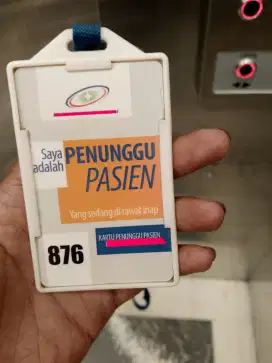 Saya
adalah
PENUNGGU
PASIEN
Yang sedang di rawat inap
876
KARTU PENUNGGU PASIEN